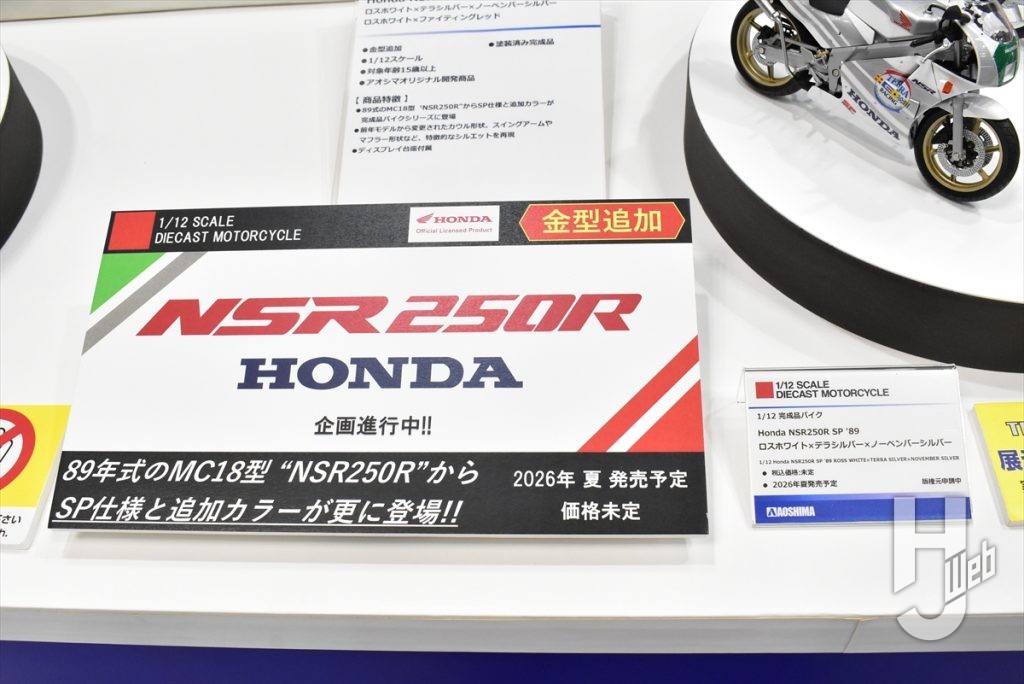 ロスホワイト×テラシルバー×ノーベンバーシルバー
ロスホワイト×ファイティングレッド
●金型追加
●塗装済み完成品
●1/12スケール
●対象年齢15歳以上
●アオシマオリジナル開発商品
【 商品特徴 】
●89式のMC18型 “NSR250R”からSP仕様と追加カラーが
完成品バイクシリーズに登場
●前年モデルから変更されたカウル形状、スイングアームや
マフラー形状など、特徴的なシルエットを再現
●ディスプレイ台座付属
TERRA
RACING
NSR
HONDA
1/12 SCALE
DIECAST MOTORCYCLE
HONDA
Official Licensed Product
金型追加
NSR250R
HONDA
企画進行中!!
89年式のMC18型 “NSR250R”から
SP仕様と追加カラーが更に登場!!
2026年 夏 発売予定
価格未定
1/12 SCALE
DIECAST MOTORCYCLE
1/12 完成品バイク
Honda NSR250R SP '89
ロスホワイト×テラシルバー×ノーベンバーシルバー
1/12 Honda NSR250R SP '89 ROSS WHITE×TERRA SILVER×NOVEMBER SILVER
● 税込価格:未定
● 2026年夏発売予定
版権元申請中
AOSHIMA
HJ Web